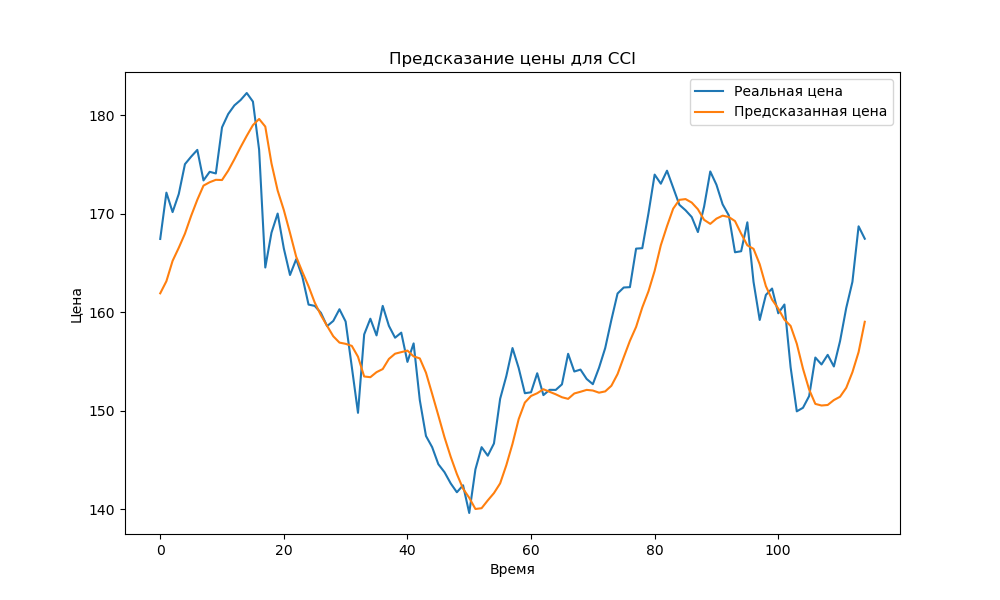 Предсказание цены для CCI
Реальная цена
Предсказанная цена
180
170
160
150
140
Цена
0 20 40 60 80 100
Время